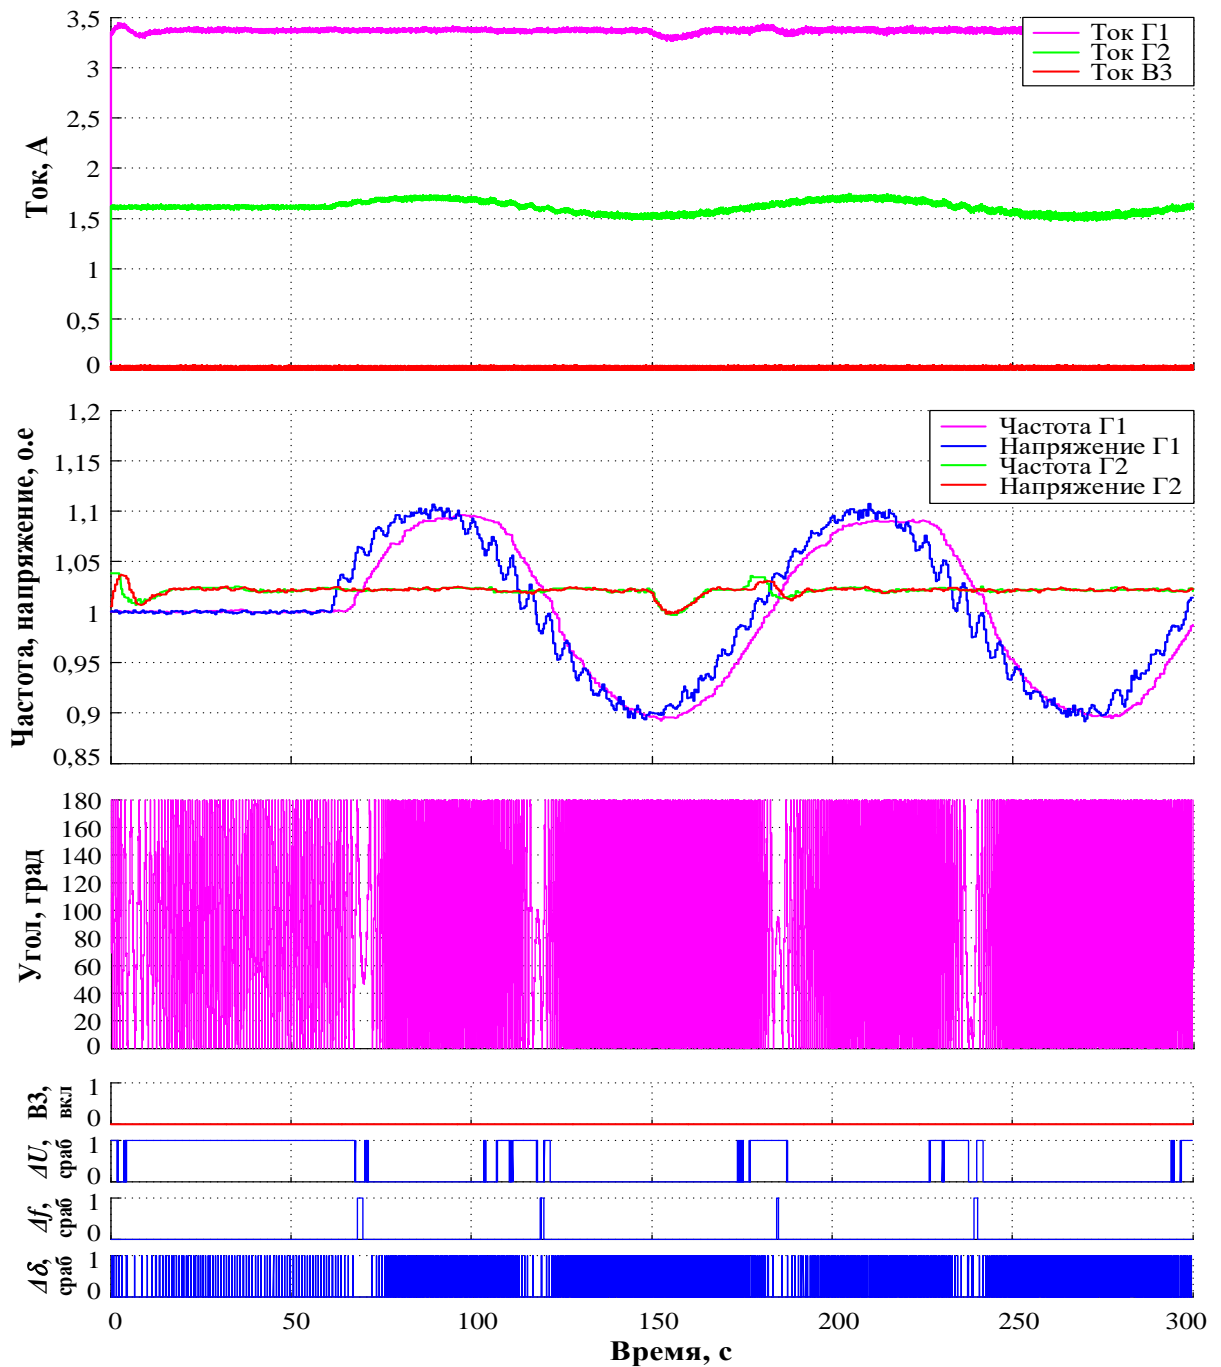 3,5
3
3,5
2
1.5
1
0,5
0
Ток, А
Ток Г1
Ток Г2
Ток В3
1,2
1,15
1,1
1,05
1
0,95
0,9
0,85
Частота, напряжение, о.е
Частота Г1
Напряжение Г1
Частота Г2
Напряжение Г2
180
160
140
120
100
80
60
40
20
0
Угол, град
1
0
В3,
вкл
1
0
ΔU,
сраб
1
0
Δf,
сраб
1
0
Δδ,
сраб
0 50 100 150 200 250 300
Время, с